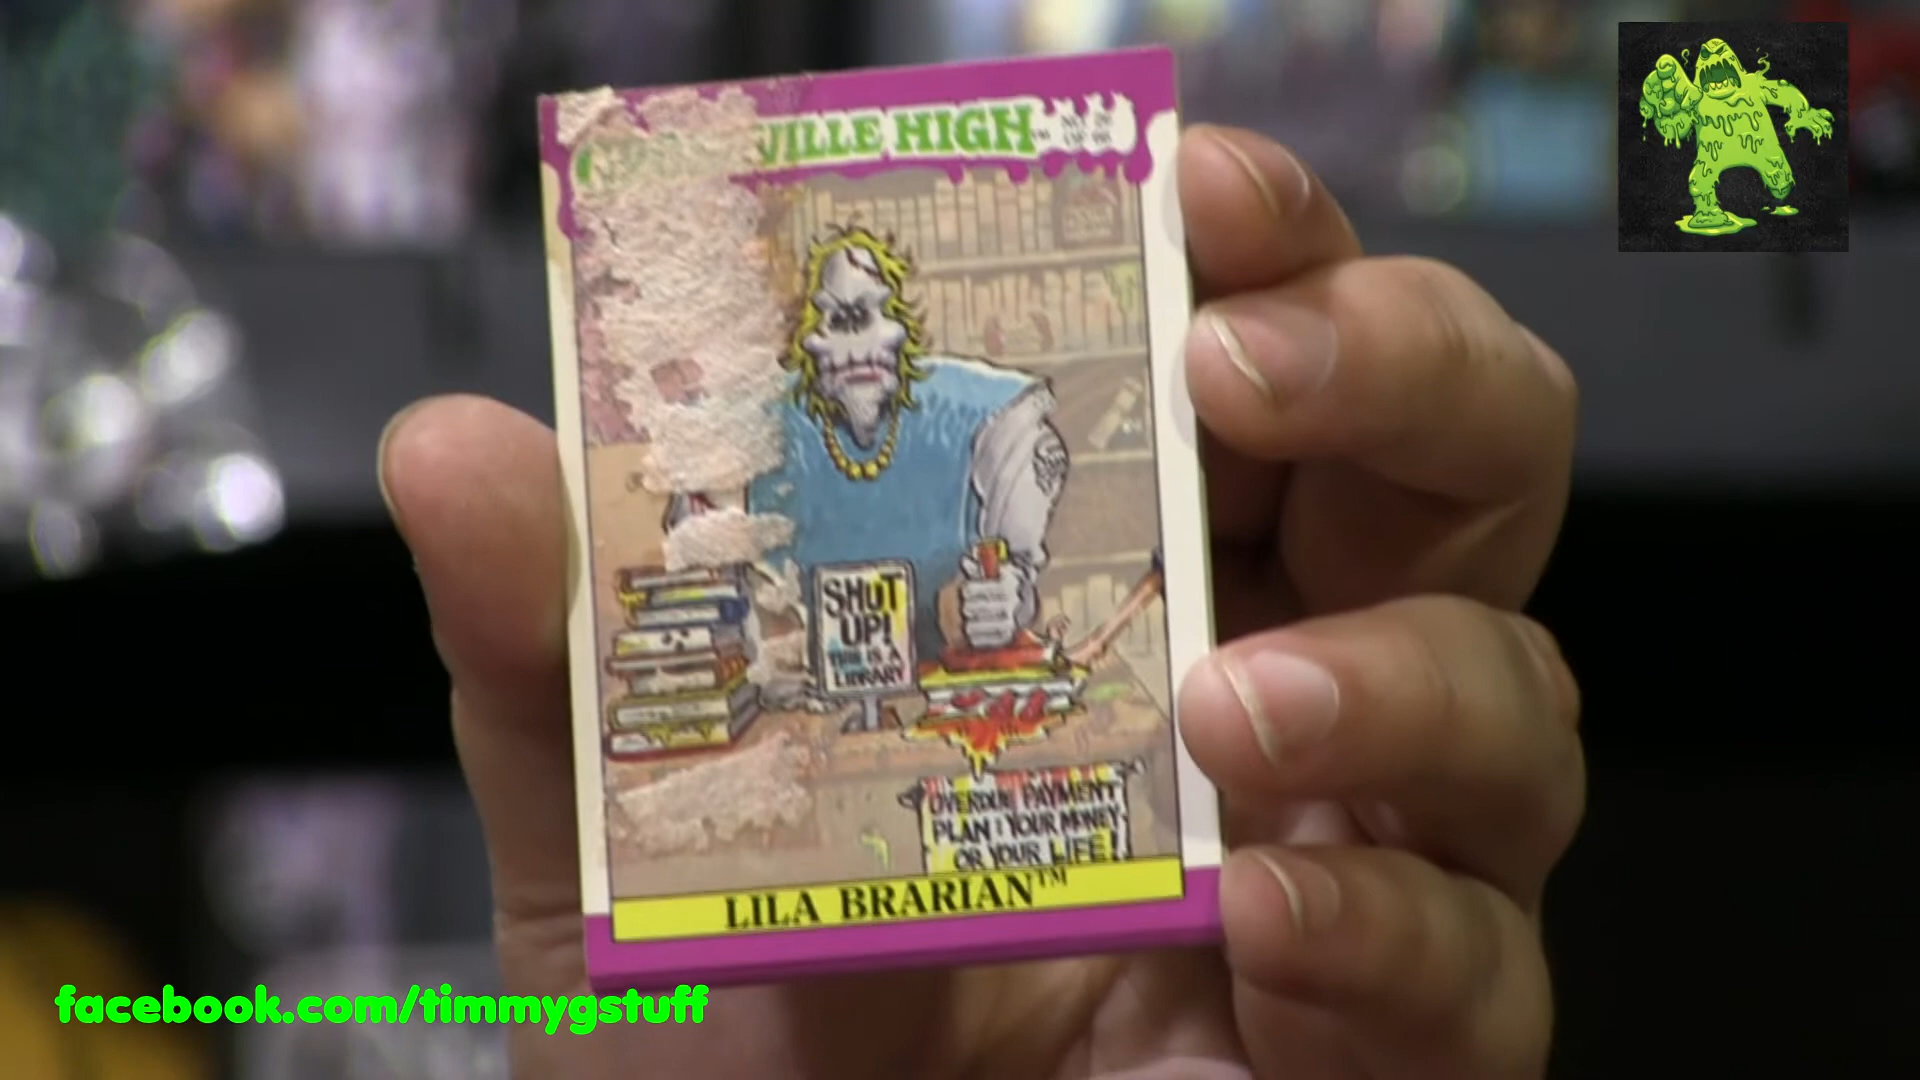 VILLE HIGH™
SHUT
UP!
THIS IS A
LIBRARY
OVERDUE PAYMENT
PLAN: YOUR MONEY
OR YOUR LIFE!
LILA BRARIAN™
facebook.com/timmygstuff